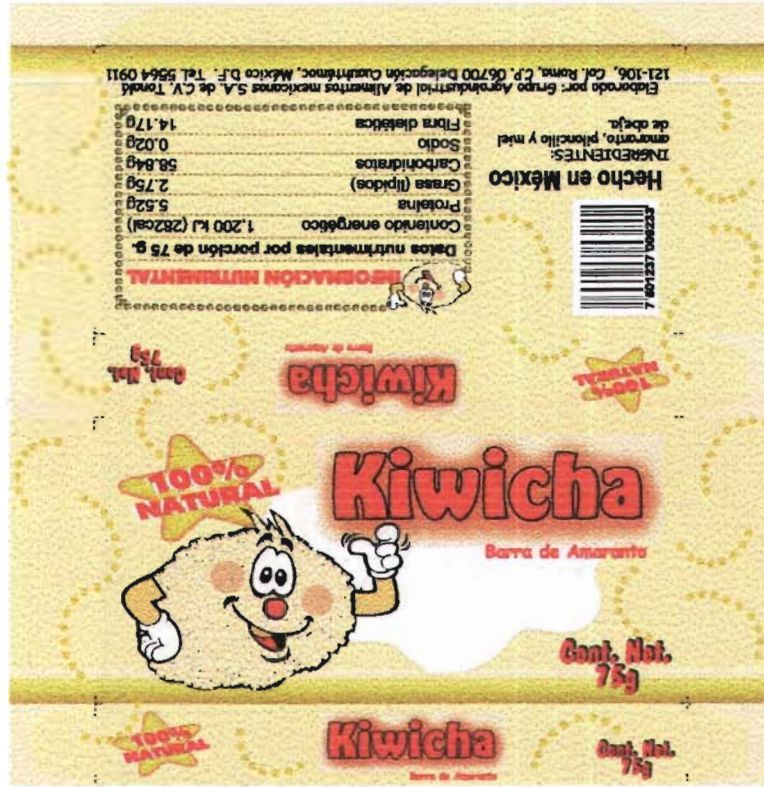 Elaborado por: Grupo Agroindustrial de Alimentos mexicanos S.A. de C.V. Tonalá
121-106, Col. Roma, C.P. 06700 Delegación Cuauhtémoc, México D.F. Tel. 5564 0911
INFORMACIÓN NUTRIMENTAL
Datos nutrimentales por porción de 75 g.
Contenido energético 1,200 kJ (282cal)
Proteína 5.52g
Grasa (lípidos) 2.75g
Carbohidratos 58.84g
Sodio 0.02g
Fibra dietética 14.17g
Hecho en México
INGREDIENTES:
amaranto, piloncillo y miel
de abeja.
7 501237 009233
100%
NATURAL
Kiwicha
Barra de Amaranto
Cont. Net.
75g
100%
NATURAL
Kiwicha
Barra de Amaranto
Cont. Net.
75g
100%
NATURAL
Kiwicha
Barra de Amaranto
Cont. Net.
75g